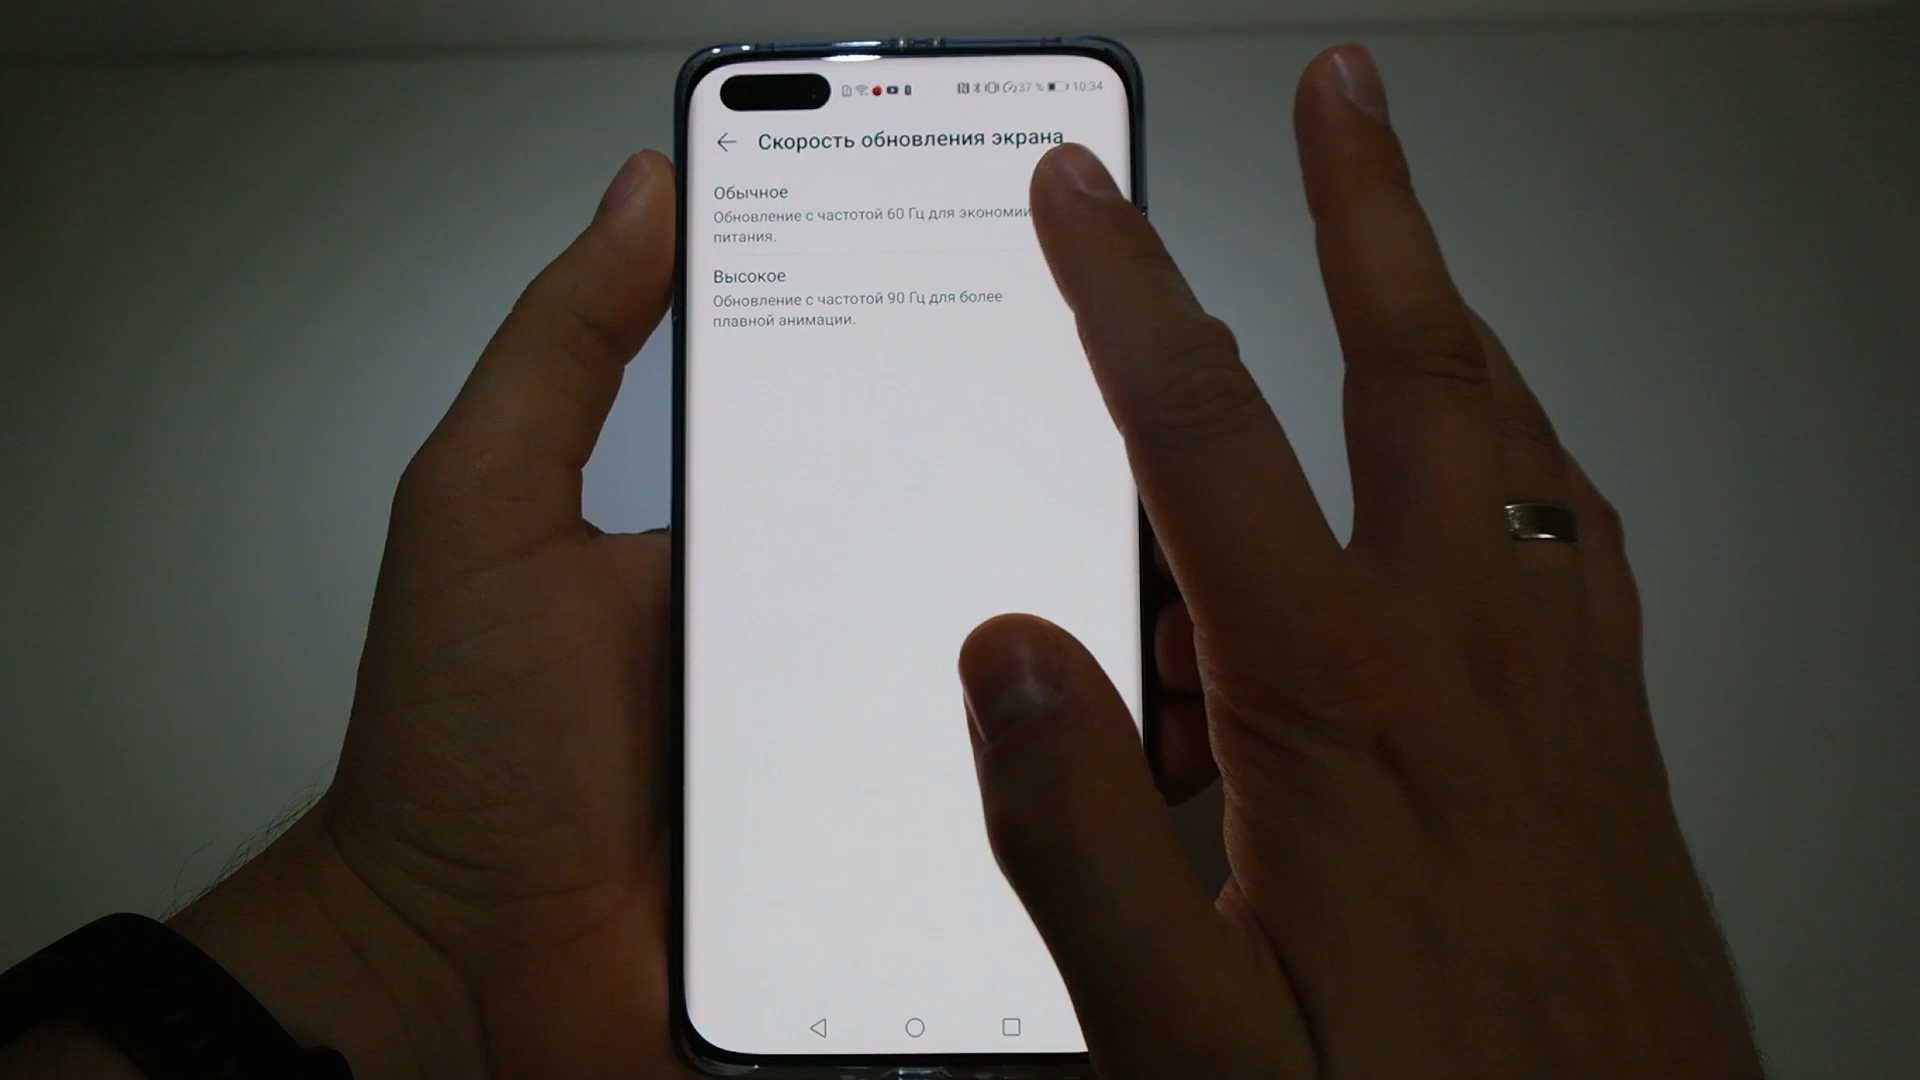 37 % 10:34
Скорость обновления экрана
Обычное
Обновление с частотой 60 Гц для экономии
питания.
Высокое
Обновление с частотой 90 Гц для более
плавной анимации.